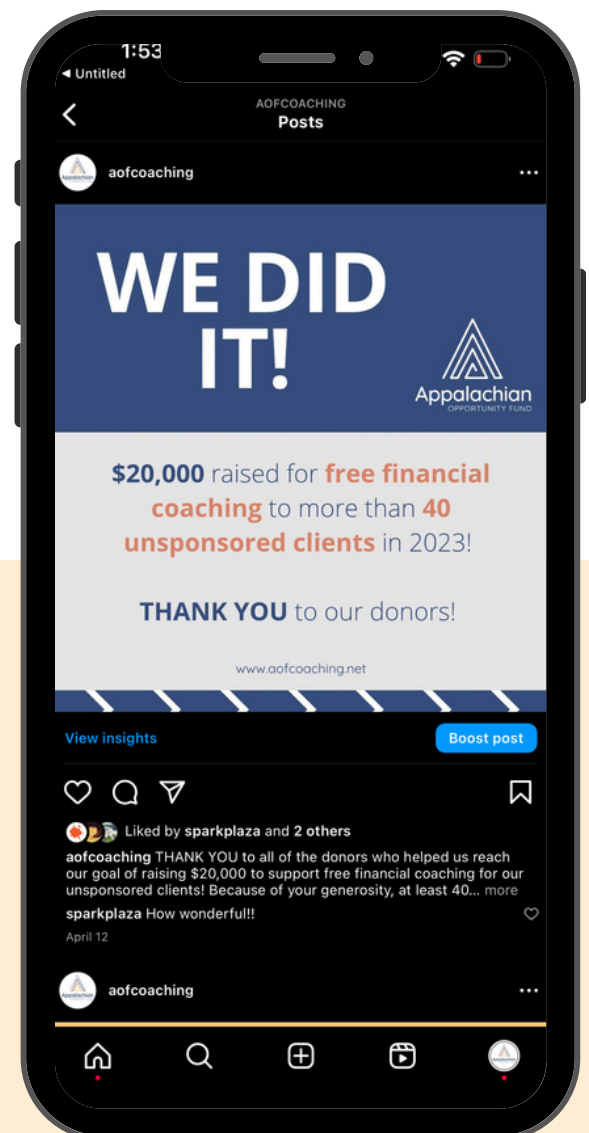 1:53
◀ Untitled
AOFCOACHING
Posts
aofcoaching
WE DID
IT!
Appalachian
OPPORTUNITY FUND
$20,000 raised for free financial
coaching to more than 40
unsponsored clients in 2023!
THANK YOU to our donors!
www.aofcoaching.net
View insights
Boost post
Liked by sparkplaza and 2 others
aofcoaching THANK YOU to all of the donors who helped us reach
our goal of raising $20,000 to support free financial coaching for our
unsponsored clients! Because of your generosity, at least 40... more
sparkplaza How wonderful!!
April 12
aofcoaching